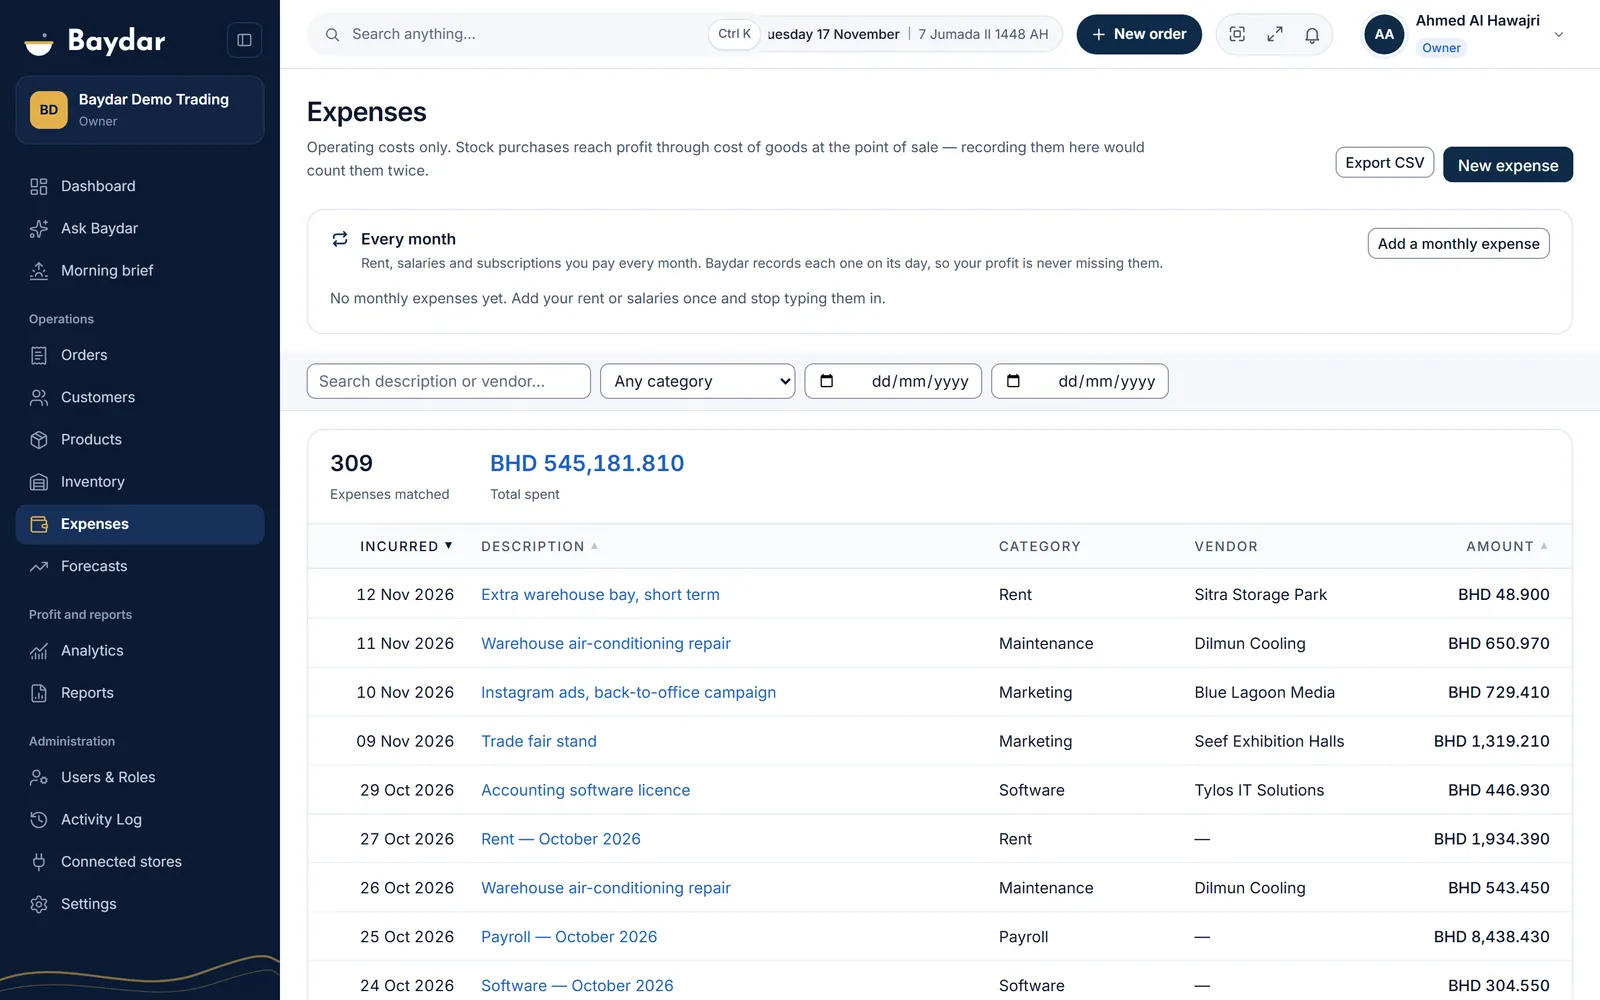 Baydar
BD
Baydar Demo Trading
Owner
Dashboard
Ask Baydar
Morning brief
Operations
Orders
Customers
Products
Inventory
Expenses
Forecasts
Profit and reports
Analytics
Reports
Administration
Users & Roles
Activity Log
Connected stores
Settings
Search anything...
Ctrl K
uesday 17 November
7 Jumada II 1448 AH
+ New order
AA
Ahmed Al Hawajri
Owner
Expenses
Operating costs only. Stock purchases reach profit through cost of goods at the point of sale — recording them here would
count them twice.
Export CSV
New expense
Every month
Rent, salaries and subscriptions you pay every month. Baydar records each one on its day, so your profit is never missing them.
Add a monthly expense
No monthly expenses yet. Add your rent or salaries once and stop typing them in.
Search description or vendor...
Any category
dd/mm/yyyy
dd/mm/yyyy
309
Expenses matched
BHD 545,181.810
Total spent
INCURRED ▼ DESCRIPTION ▲ CATEGORY VENDOR AMOUNT ▲
12 Nov 2026 Extra warehouse bay, short term Rent Sitra Storage Park BHD 48.900
11 Nov 2026 Warehouse air-conditioning repair Maintenance Dilmun Cooling BHD 650.970
10 Nov 2026 Instagram ads, back-to-office campaign Marketing Blue Lagoon Media BHD 729.410
09 Nov 2026 Trade fair stand Marketing Seef Exhibition Halls BHD 1,319.210
29 Oct 2026 Accounting software licence Software Tylos IT Solutions BHD 446.930
27 Oct 2026 Rent — October 2026 Rent — BHD 1,934.390
26 Oct 2026 Warehouse air-conditioning repair Maintenance Dilmun Cooling BHD 543.450
25 Oct 2026 Payroll — October 2026 Payroll — BHD 8,438.430
24 Oct 2026 Software — October 2026 Software — BHD 304.550